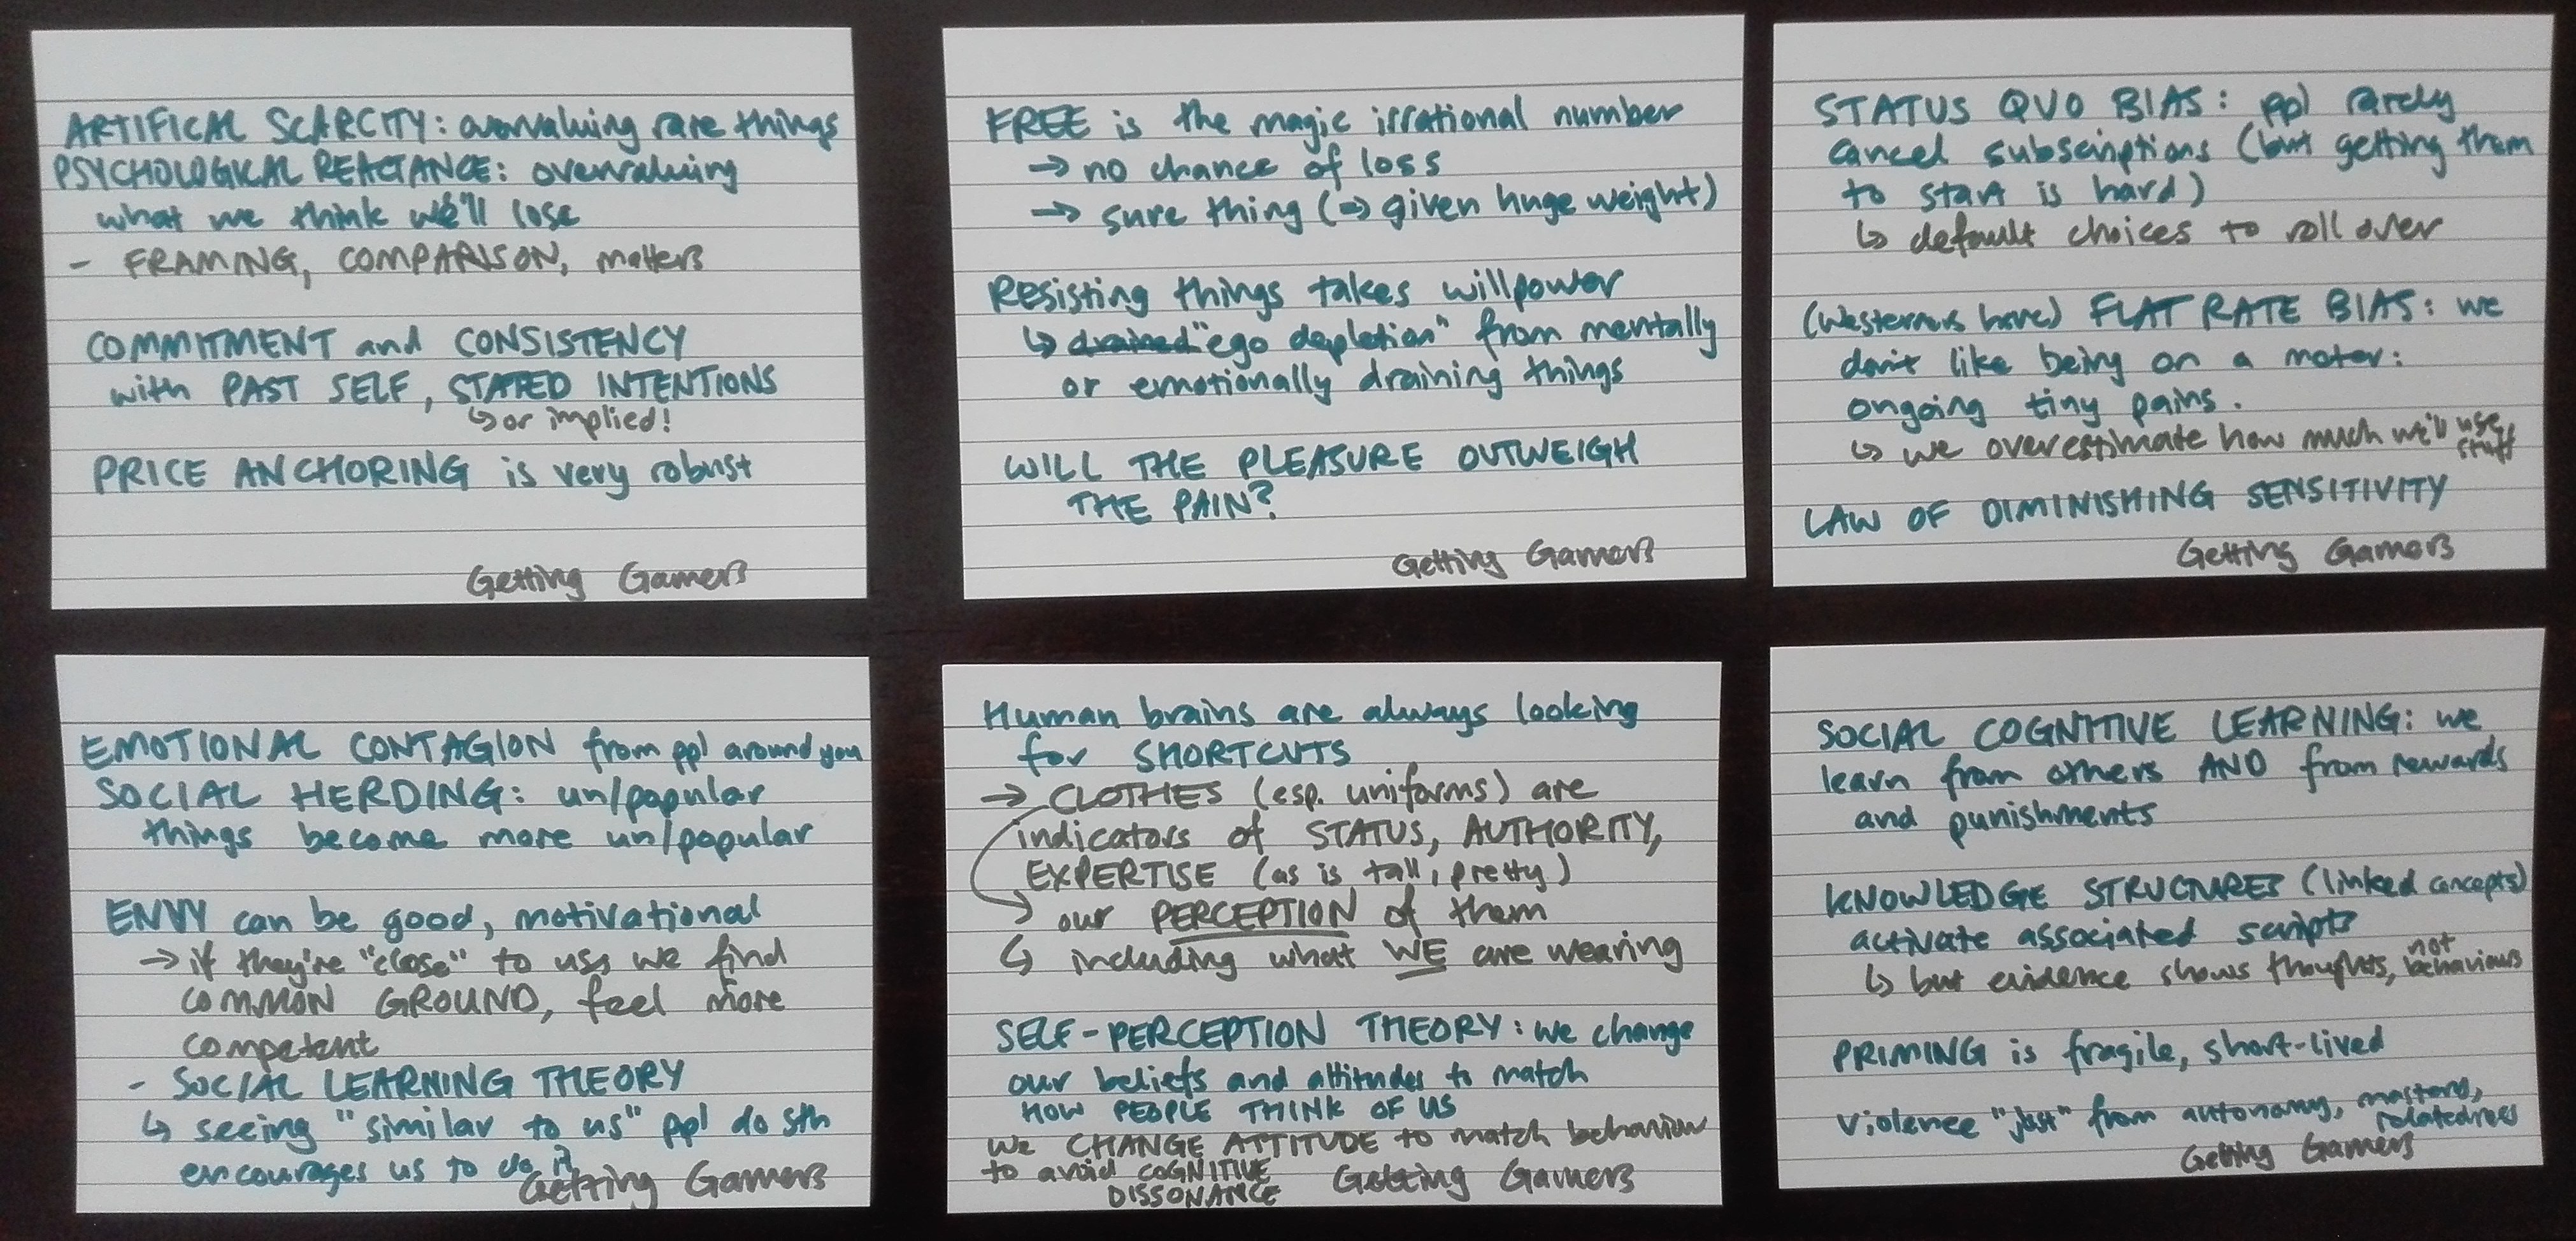 ARTIFICAL SCARCITY: overvaluing rare things
PSYCHOLOGICAL REACTANCE: overvaluing
what we think we'll lose
- FRAMING, COMPARISON, matters
COMMITMENT and CONSISTENCY
with PAST SELF, STATED INTENTIONS
↳ or implied!
PRICE ANCHORING is very robust
Getting Gamers
FREE is the magic irrational number
→ no chance of loss
→ sure thing (⇒ given huge weight)
Resisting things takes willpower
↳ drained "ego depletion" from mentally
or emotionally draining things
WILL THE PLEASURE OUTWEIGH
THE PAIN?
Getting Gamers
STATUS QUO BIAS: ppl rarely
cancel subscriptions (but getting them
to start is hard)
↳ default choices to roll over
(Westerners have) FLAT RATE BIAS: we
don't like being on a meter:
ongoing tiny pains.
↳ we overestimate how much we'll use
stuff
LAW OF DIMINISHING SENSITIVITY
Getting Gamers
EMOTIONAL CONTAGION from ppl around you
SOCIAL HERDING: un/popular
things become more un/popular
ENVY can be good, motivational
→ if they're "close" to us, we find
COMMON GROUND, feel more
competent
- SOCIAL LEARNING THEORY
↳ seeing "similar to us" ppl do sth
encourages us to do it
Getting Gamers
Human brains are always looking
for SHORTCUTS
→ CLOTHES (esp. uniforms) are
indicators of STATUS, AUTHORITY,
EXPERTISE (as is tall, pretty)
→ our PERCEPTION of them
↳ including what WE are wearing
SELF-PERCEPTION THEORY: we change
our beliefs and attitudes to match
HOW PEOPLE THINK OF US
WE CHANGE ATTITUDE to match behaviour
to avoid COGNITIVE
DISSONANCE
Getting Gamers
SOCIAL COGNITIVE LEARNING: we
learn from others AND from rewards
and punishments
KNOWLEDGE STRUCTURES (linked concepts)
activate associated scripts
↳ but evidence shows thoughts, not behaviours
PRIMING is fragile, short-lived
Violence "just" from autonomy, mastery,
relatedness
Getting Gamers